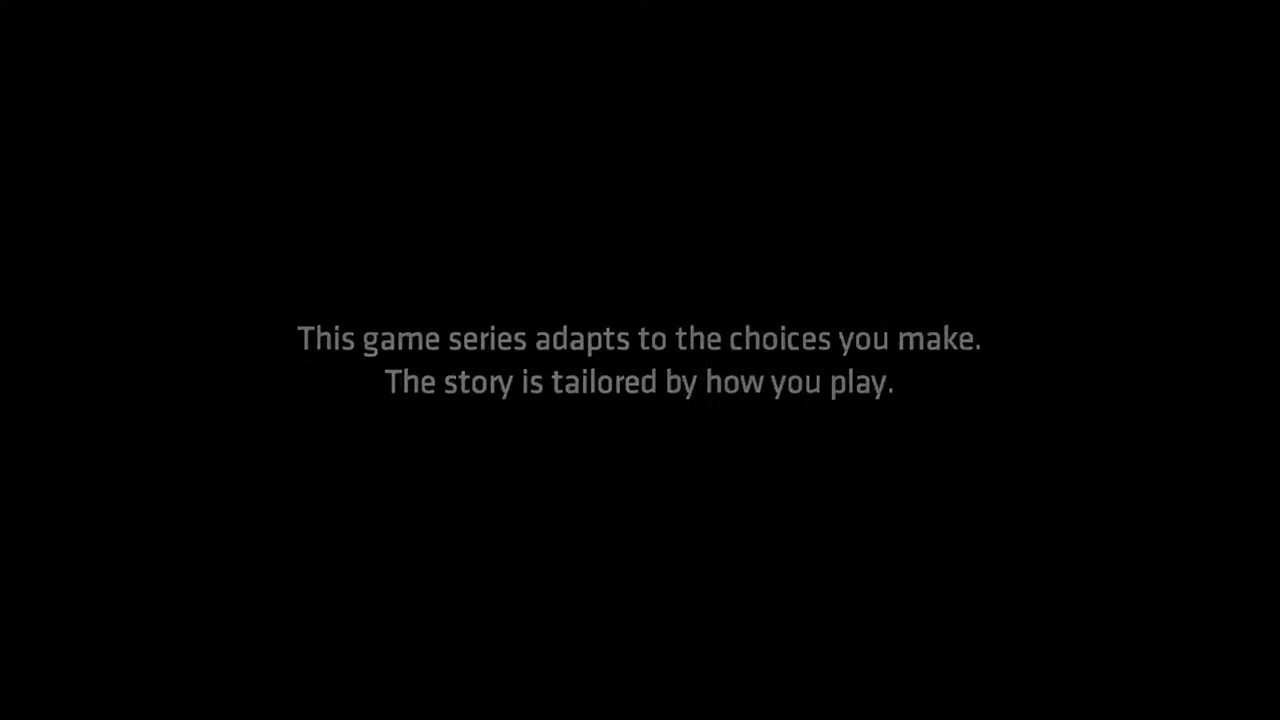 This game series adapts to the choices you make.
The story is tailored by how you play.